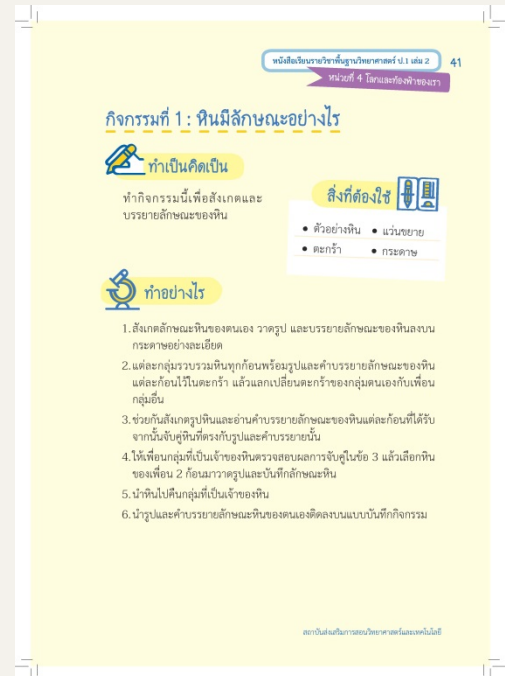 หนังสือเรียนรายวิชาพื้นฐานวิทยาศาสตร์ ป.1 เล่ม 2
41
หน่วยที่ 4 โลกและท้องฟ้าของเรา
กิจกรรมที่ 1 : หินมีลักษณะอย่างไร
ทำเป็นคิดเป็น
ทำกิจกรรมนี้เพื่อสังเกตและ
บรรยายลักษณะของหิน
สิ่งที่ต้องใช้
• ตัวอย่างหิน • แว่นขยาย
• ตะกร้า • กระดาษ
ทำอย่างไร
1. สังเกตลักษณะหินของตนเอง วาดรูป และบรรยายลักษณะของหินลงบน
กระดาษอย่างละเอียด
2. แต่ละกลุ่มรวบรวมหินทุกก้อนพร้อมรูปและคำบรรยายลักษณะของหิน
แต่ละก้อนไว้ในตะกร้า แล้วแลกเปลี่ยนตะกร้าของกลุ่มตนเองกับเพื่อน
กลุ่มอื่น
3. ช่วยกันสังเกตรูปหินและอ่านคำบรรยายลักษณะของหินแต่ละก้อนที่ได้รับ
จากนั้นจับคู่หินที่ตรงกับรูปและคำบรรยายนั้น
4. ให้เพื่อนกลุ่มที่เป็นเจ้าของหินตรวจสอบผลการจับคู่ในข้อ 3 แล้วเลือกหิน
ของเพื่อน 2 ก้อนมาวาดรูปและบันทึกลักษณะหิน
5. นำหินไปคืนกลุ่มที่เป็นเจ้าของหิน
6. นำรูปและคำบรรยายลักษณะหินของตนเองติดลงบนแบบบันทึกกิจกรรม
สถาบันส่งเสริมการสอนวิทยาศาสตร์และเทคโนโลยี